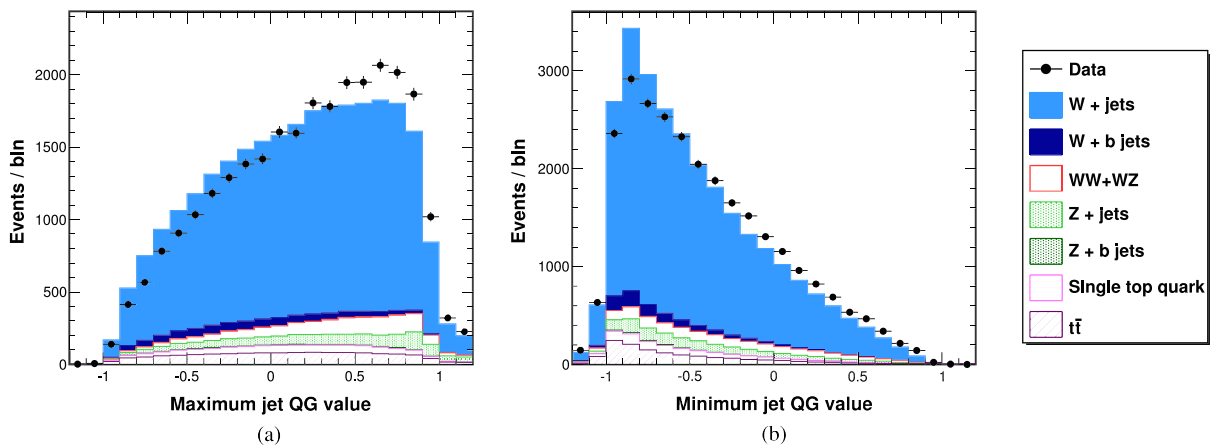 2000
1500
1000
500
0
Events / bIn
-1 -0.5 0 0.5 1
Maximum jet QG value
(a)
3000
2000
1000
0
Events / bIn
-1 -0.5 0 0.5 1
Minimum jet QG value
(b)
Data
W + jets
W + b jets
WW+WZ
Z + jets
Z + b jets
SIngle top quark
tt̄